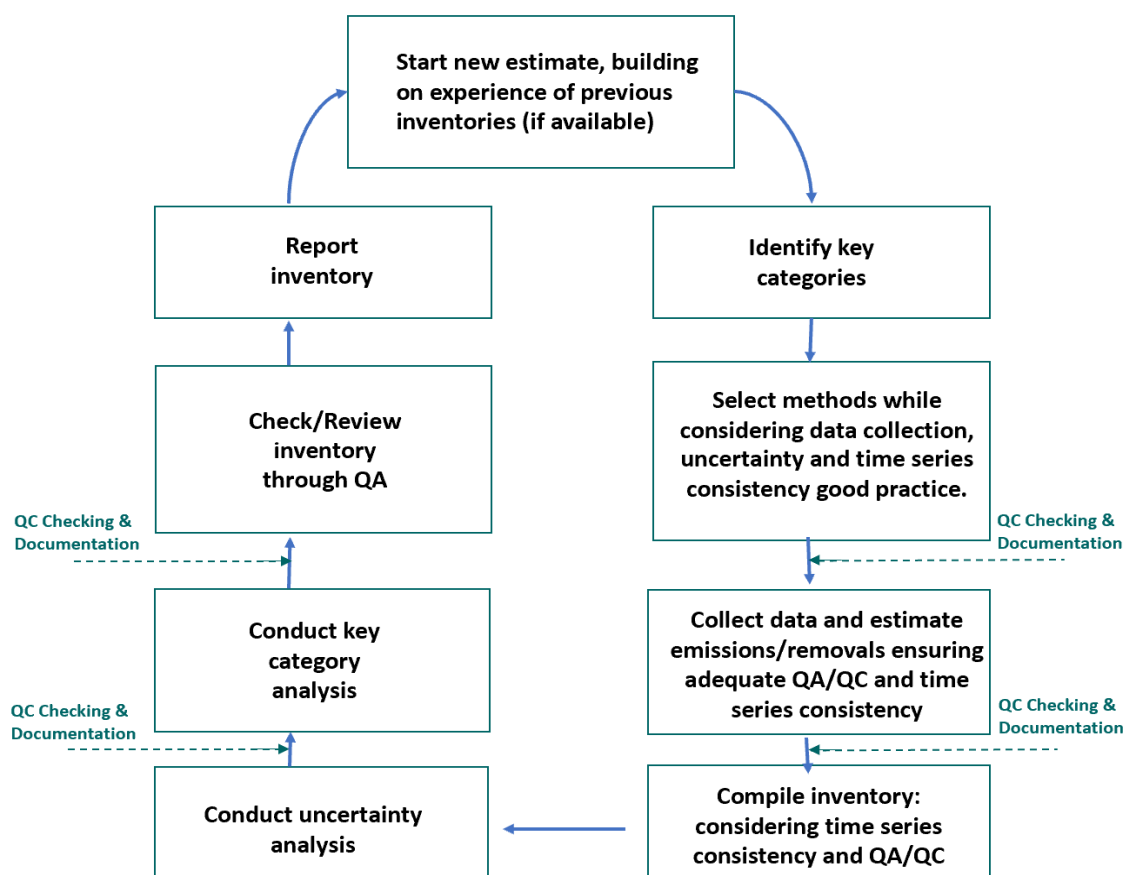 Start new estimate, building
on experience of previous
inventories (if available)
Report
inventory
Identify key
categories
Check/Review
inventory
through QA
Select methods while
considering data collection,
uncertainty and time series
consistency good practice.
QC Checking &
Documentation
QC Checking &
Documentation
Conduct key
category
analysis
Collect data and estimate
emissions/removals ensuring
adequate QA/QC and time
series consistency
QC Checking &
Documentation
QC Checking &
Documentation
Conduct uncertainty
analysis
Compile inventory:
considering time series
consistency and QA/QC